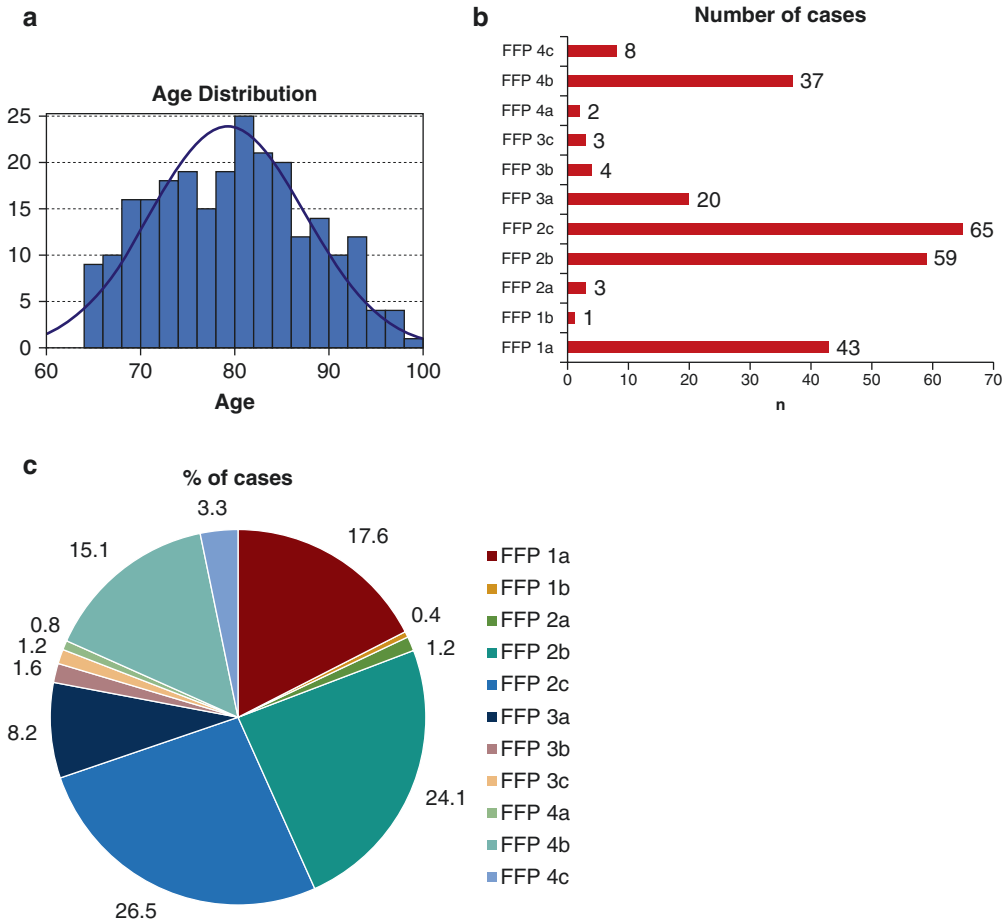 a
Age Distribution
25
20
15
10
5
0
60 70 80 90 100
Age
b
Number of cases
FFP 4c 8
FFP 4b 37
FFP 4a 2
FFP 3c 3
FFP 3b 4
FFP 3a 20
FFP 2c 65
FFP 2b 59
FFP 2a 3
FFP 1b 1
FFP 1a 43
0 10 20 30 40 50 60 70
n
c
% of cases
3.3
17.6
15.1
0.4
0.8
1.2
1.2
1.6
8.2
24.1
26.5
FFP 1a
FFP 1b
FFP 2a
FFP 2b
FFP 2c
FFP 3a
FFP 3b
FFP 3c
FFP 4a
FFP 4b
FFP 4c